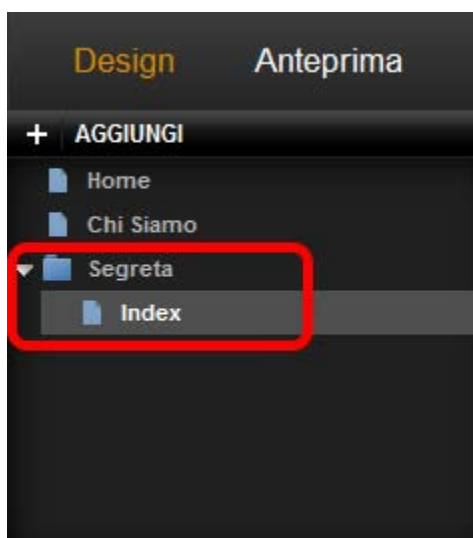 Design Anteprima
+ AGGIUNGI
Home
Chi Siamo
Segreta
Index